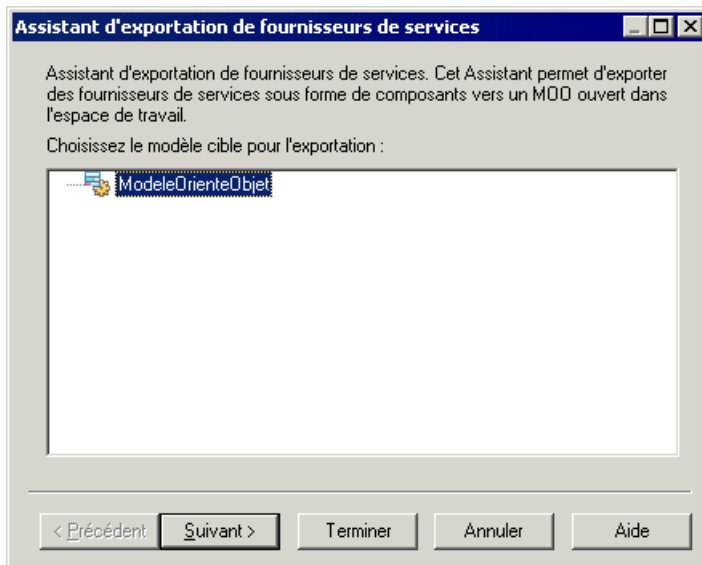 Assistant d'exportation de fournisseurs de services
Assistant d'exportation de fournisseurs de services. Cet Assistant permet d'exporter
des fournisseurs de services sous forme de composants vers un MOO ouvert dans
l'espace de travail.
Choisissez le modèle cible pour l'exportation :
ModeleOrienteObjet
< Précédent Suivant > Terminer Annuler Aide